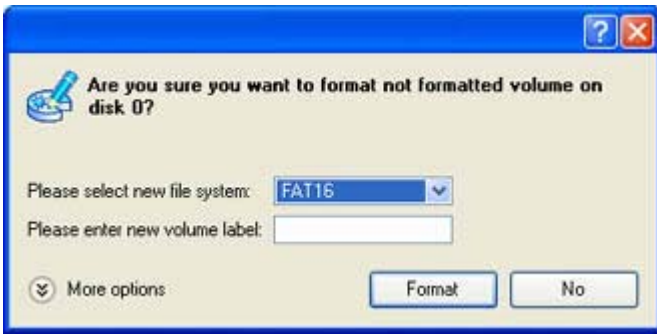 ?
Are you sure you want to format not formatted volume on
disk 0?
Please select new file system: FAT16
Please enter new volume label:
More options
Format
No